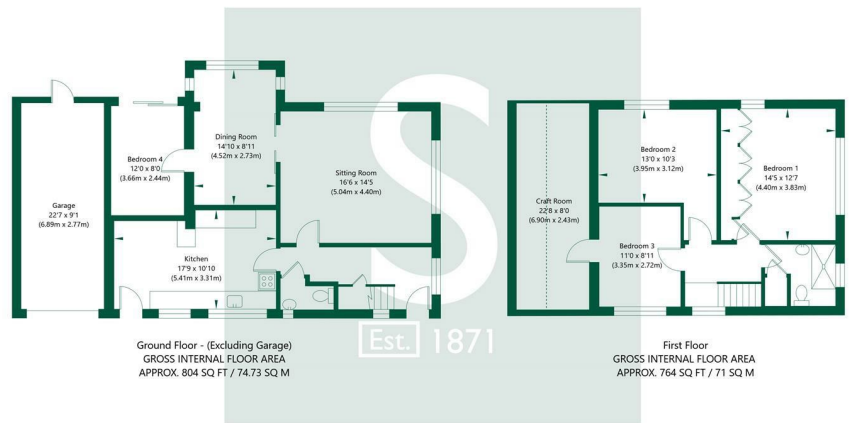 Garage
22'7 x 9'1
(6.89m x 2.77m)
Bedroom 4
12'0 x 8'0
(3.66m x 2.44m)
Dining Room
14'10 x 8'11
(4.52m x 2.73m)
Sitting Room
16'6 x 14'5
(5.04m x 4.40m)
Kitchen
17'9 x 10'10
(5.41m x 3.31m)
Ground Floor - (Excluding Garage)
GROSS INTERNAL FLOOR AREA
APPROX. 804 SQ FT / 74.73 SQ M
S
Est. 1871
Craft Room
22'8 x 8'0
(6.90m x 2.43m)
Bedroom 2
13'0 x 10'3
(3.95m x 3.12m)
Bedroom 1
14'5 x 12'7
(4.40m x 3.83m)
Bedroom 3
11'0 x 8'11
(3.35m x 2.72m)
First Floor
GROSS INTERNAL FLOOR AREA
APPROX. 764 SQ FT / 71 SQ M